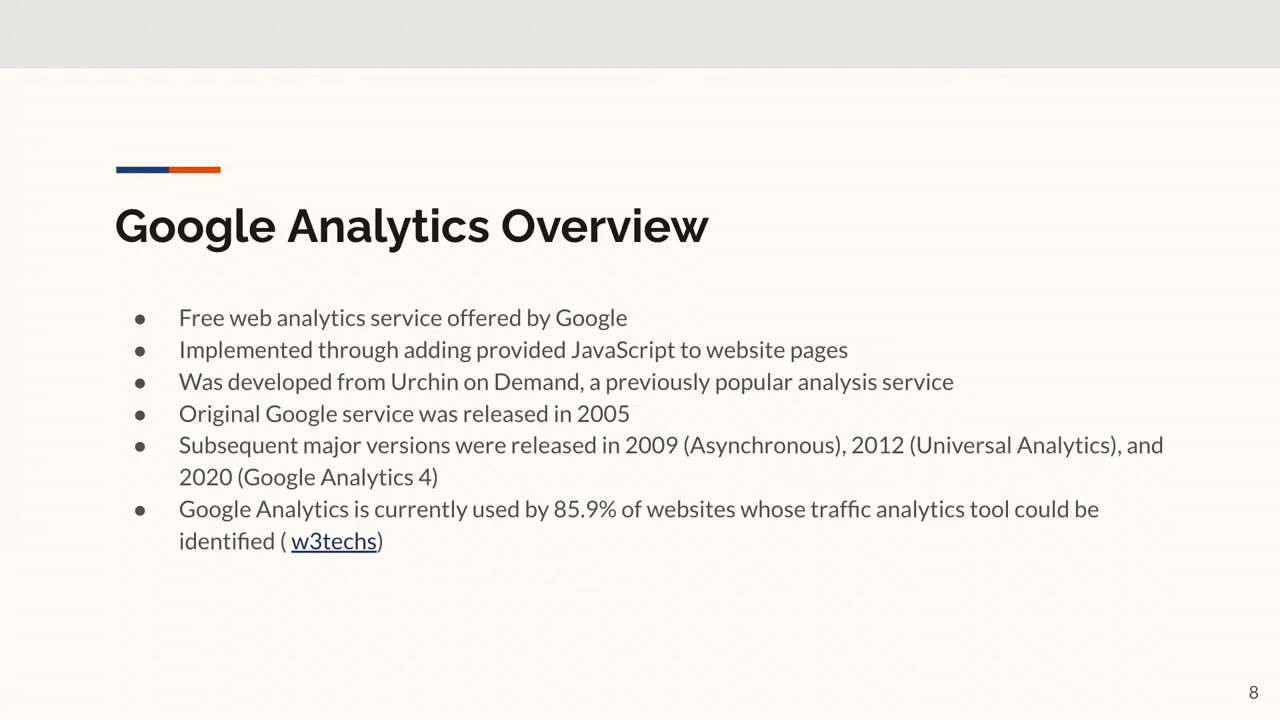 Google Analytics Overview
● Free web analytics service offered by Google
● Implemented through adding provided JavaScript to website pages
● Was developed from Urchin on Demand, a previously popular analysis service
● Original Google service was released in 2005
● Subsequent major versions were released in 2009 (Asynchronous), 2012 (Universal Analytics), and
2020 (Google Analytics 4)
● Google Analytics is currently used by 85.9% of websites whose traffic analytics tool could be
identified ( w3techs)
8